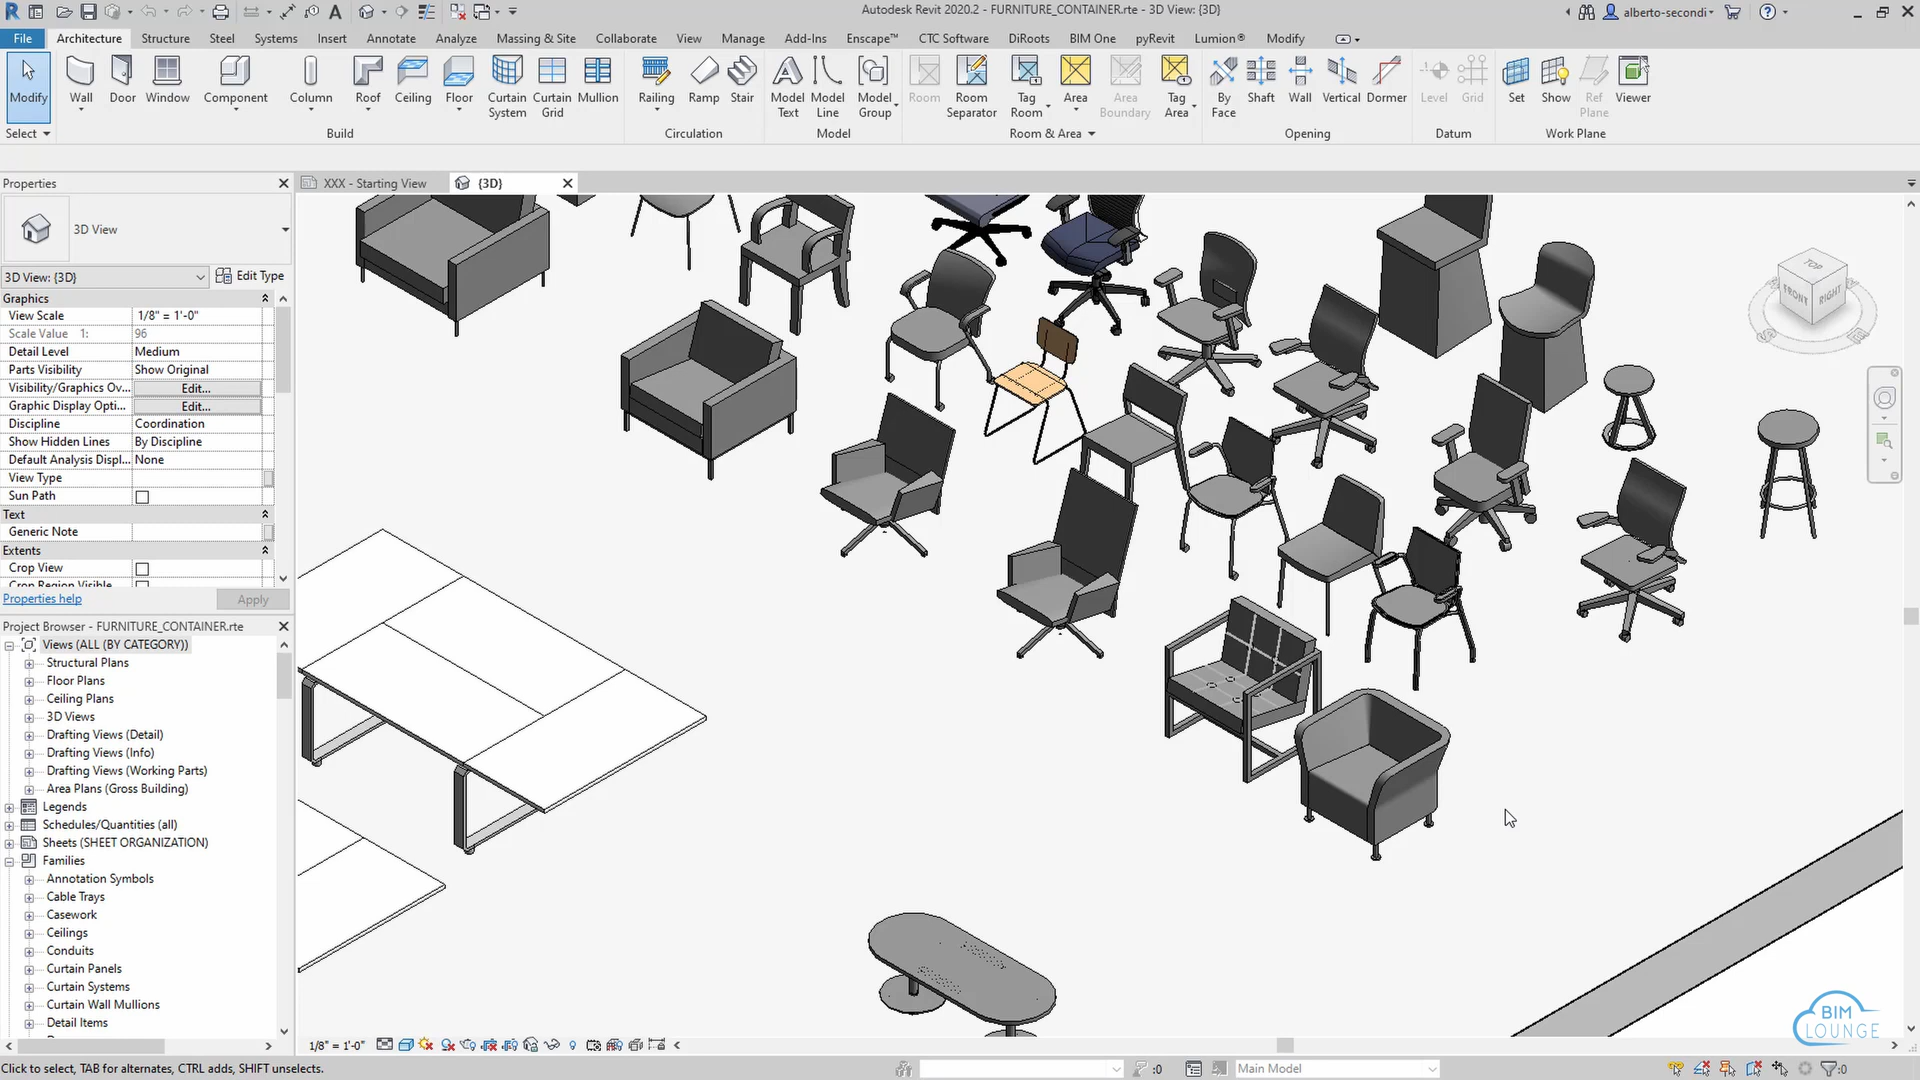 Autodesk Revit 2020.2 - FURNITURE_CONTAINER.rte - 3D View: {3D}
alberto-secondi
File Architecture Structure Steel Systems Insert Annotate Analyze Massing & Site Collaborate View Manage Add-Ins Enscape™ CTC Software DiRoots BIM One pyRevit Lumion® Modify
Modify Wall Door Window Component Column Roof Ceiling Floor Curtain System Curtain Grid Mullion Railing Ramp Stair Model Text Model Line Model Group Room Room Separator Tag Room Area Area Boundary Tag Area By Face Shaft Wall Vertical Dormer Level Grid Set Show Ref Plane Viewer
Select Build Circulation Model Room & Area Opening Datum Work Plane
Properties
XXX - Starting View
{3D}
3D View
3D View: {3D} Edit Type
Graphics
View Scale 1/8" = 1'-0"
Scale Value 1: 96
Detail Level Medium
Parts Visibility Show Original
Visibility/Graphics Ov... Edit...
Graphic Display Opti... Edit...
Discipline Coordination
Show Hidden Lines By Discipline
Default Analysis Displ... None
View Type
Sun Path
Text
Generic Note
Extents
Crop View
Crop Region Visible
Properties help Apply
Project Browser - FURNITURE_CONTAINER.rte
Views (ALL (BY CATEGORY))
Structural Plans
Floor Plans
Ceiling Plans
3D Views
Drafting Views (Detail)
Drafting Views (Info)
Drafting Views (Working Parts)
Area Plans (Gross Building)
Legends
Schedules/Quantities (all)
Sheets (SHEET ORGANIZATION)
Families
Annotation Symbols
Cable Trays
Casework
Ceilings
Conduits
Curtain Panels
Curtain Systems
Curtain Wall Mullions
Detail Items
TOP
FRONT
RIGHT
BIM
LOUNGE
1/8" = 1'-0"
Click to select, TAB for alternates, CTRL adds, SHIFT unselects.
:0
Main Model
:0